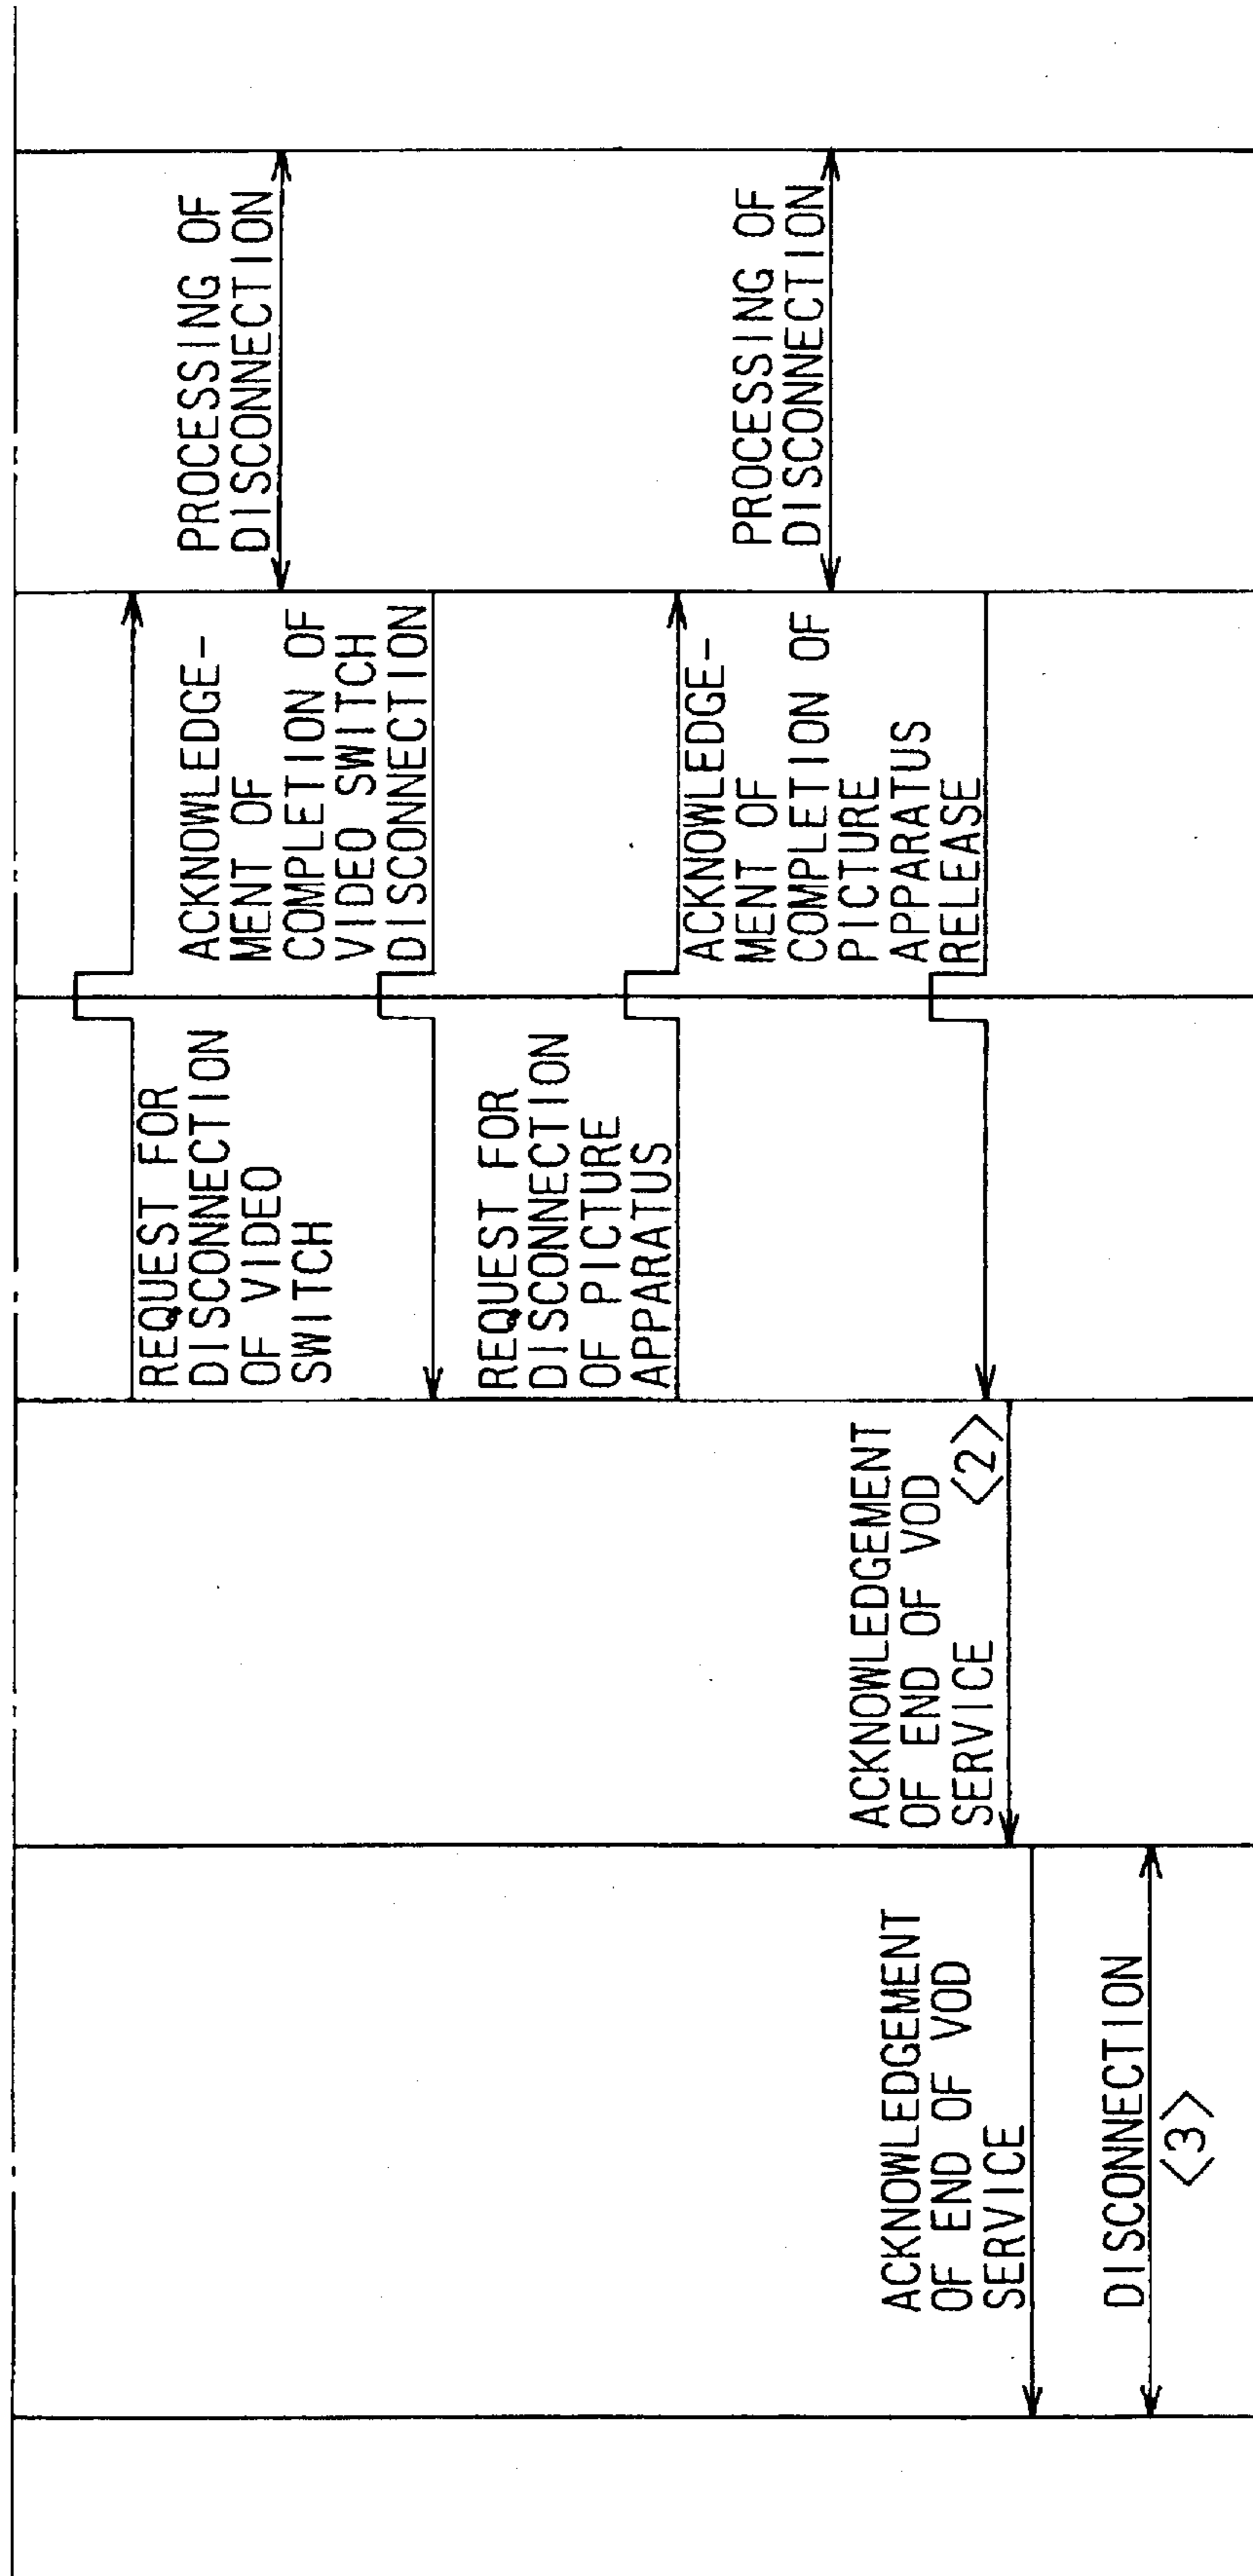 REQUEST FOR
DISCONNECTION
OF VIDEO
SWITCH
ACKNOWLEDGE-
MENT OF
COMPLETION OF
VIDEO SWITCH
DISCONNECTION
PROCESSING OF
DISCONNECTION
REQUEST FOR
DISCONNECTION
OF PICTURE
APPARATUS
ACKNOWLEDGE-
MENT OF
COMPLETION OF
PICTURE
APPARATUS
RELEASE
PROCESSING OF
DISCONNECTION
ACKNOWLEDGEMENT
OF END OF VOD
SERVICE <2>
ACKNOWLEDGEMENT
OF END OF VOD
SERVICE
DISCONNECTION
<3>